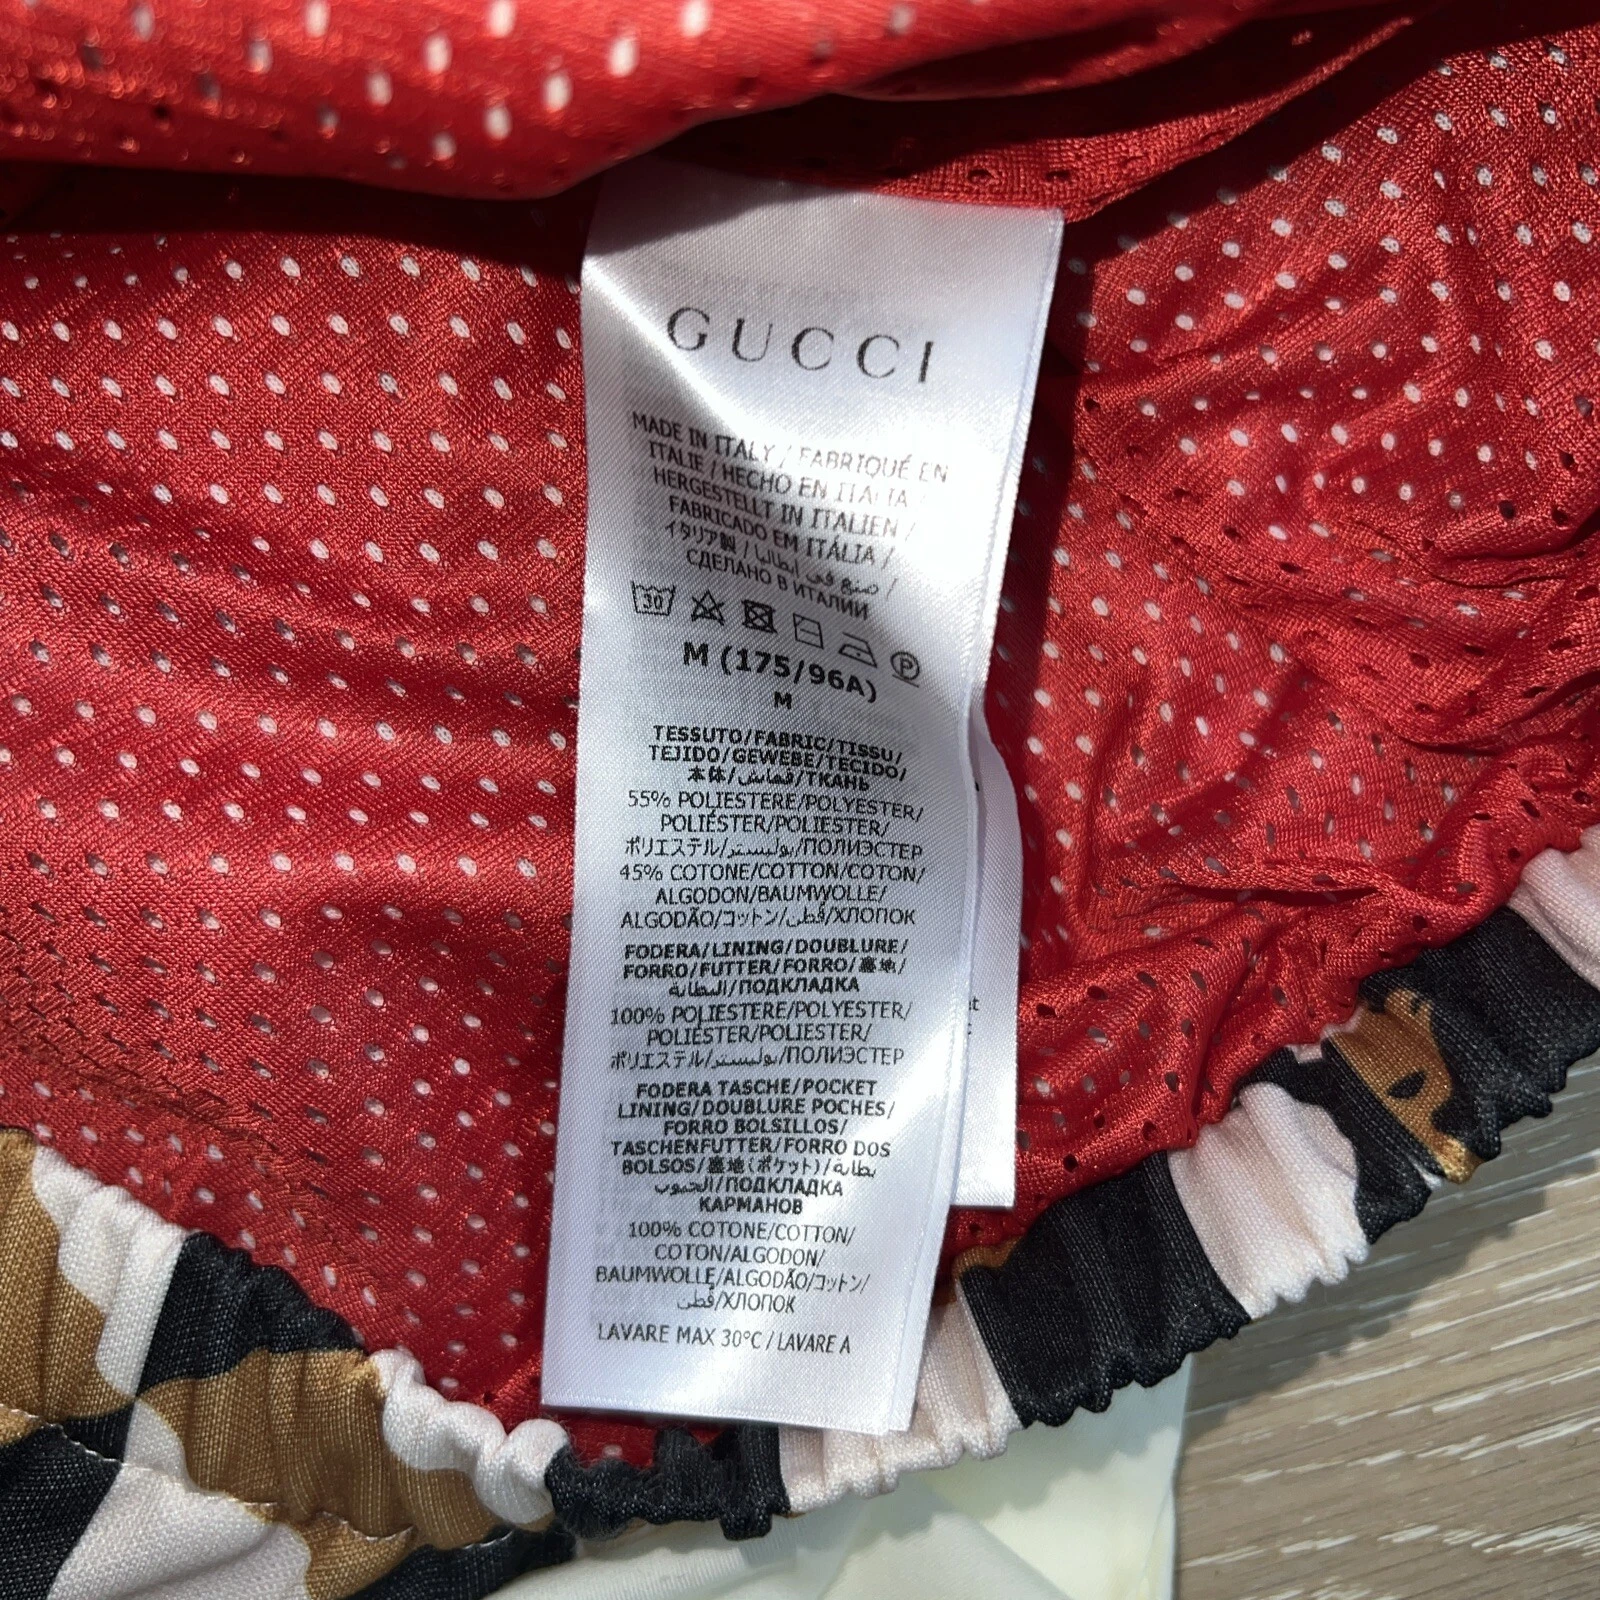 GUCCI
MADE IN ITALY / FABRIQUÉ EN
ITALIE / HECHO EN ITALIA /
HERGESTELLT IN ITALIEN /
FABRICADO EM ITÁLIA /
イタリア製 / صنع في إيطاليا /
СДЕЛАНО В ИТАЛИИ
30 P
M (175/96A)
M
TESSUTO/FABRIC/TISSU/
TEJIDO/GEWEBE/TECIDO/
本体/قماش/ТКАНЬ
55% POLIESTERE/POLYESTER/
POLIÉSTER/POLIESTER/
ポリエステル/بوليستر/ПОЛИЭСТЕР
45% COTONE/COTTON/COTON/
ALGODON/BAUMWOLLE/
ALGODÃO/コットン/قُطن/ХЛОПОК
FODERA/LINING/DOUBLURE/
FORRO/FUTTER/FORRO/裏地/
البطانة/ПОДКЛАДКА
100% POLIESTERE/POLYESTER/
POLIÉSTER/POLIESTER/
ポリエステル/بوليستر/ПОЛИЭСТЕР
FODERA TASCHE/POCKET
LINING/DOUBLURE POCHES/
FORRO BOLSILLOS/
TASCHENFUTTER/FORRO DOS
BOLSOS/裏地(ポケット)/بطانة
الجيوب/ПОДКЛАДКА
КАРМАНОВ
100% COTONE/COTTON/
COTON/ALGODON/
BAUMWOLLE/ALGODÃO/コットン/
قُطن/ХЛОПОК
LAVARE MAX 30°C / LAVARE A